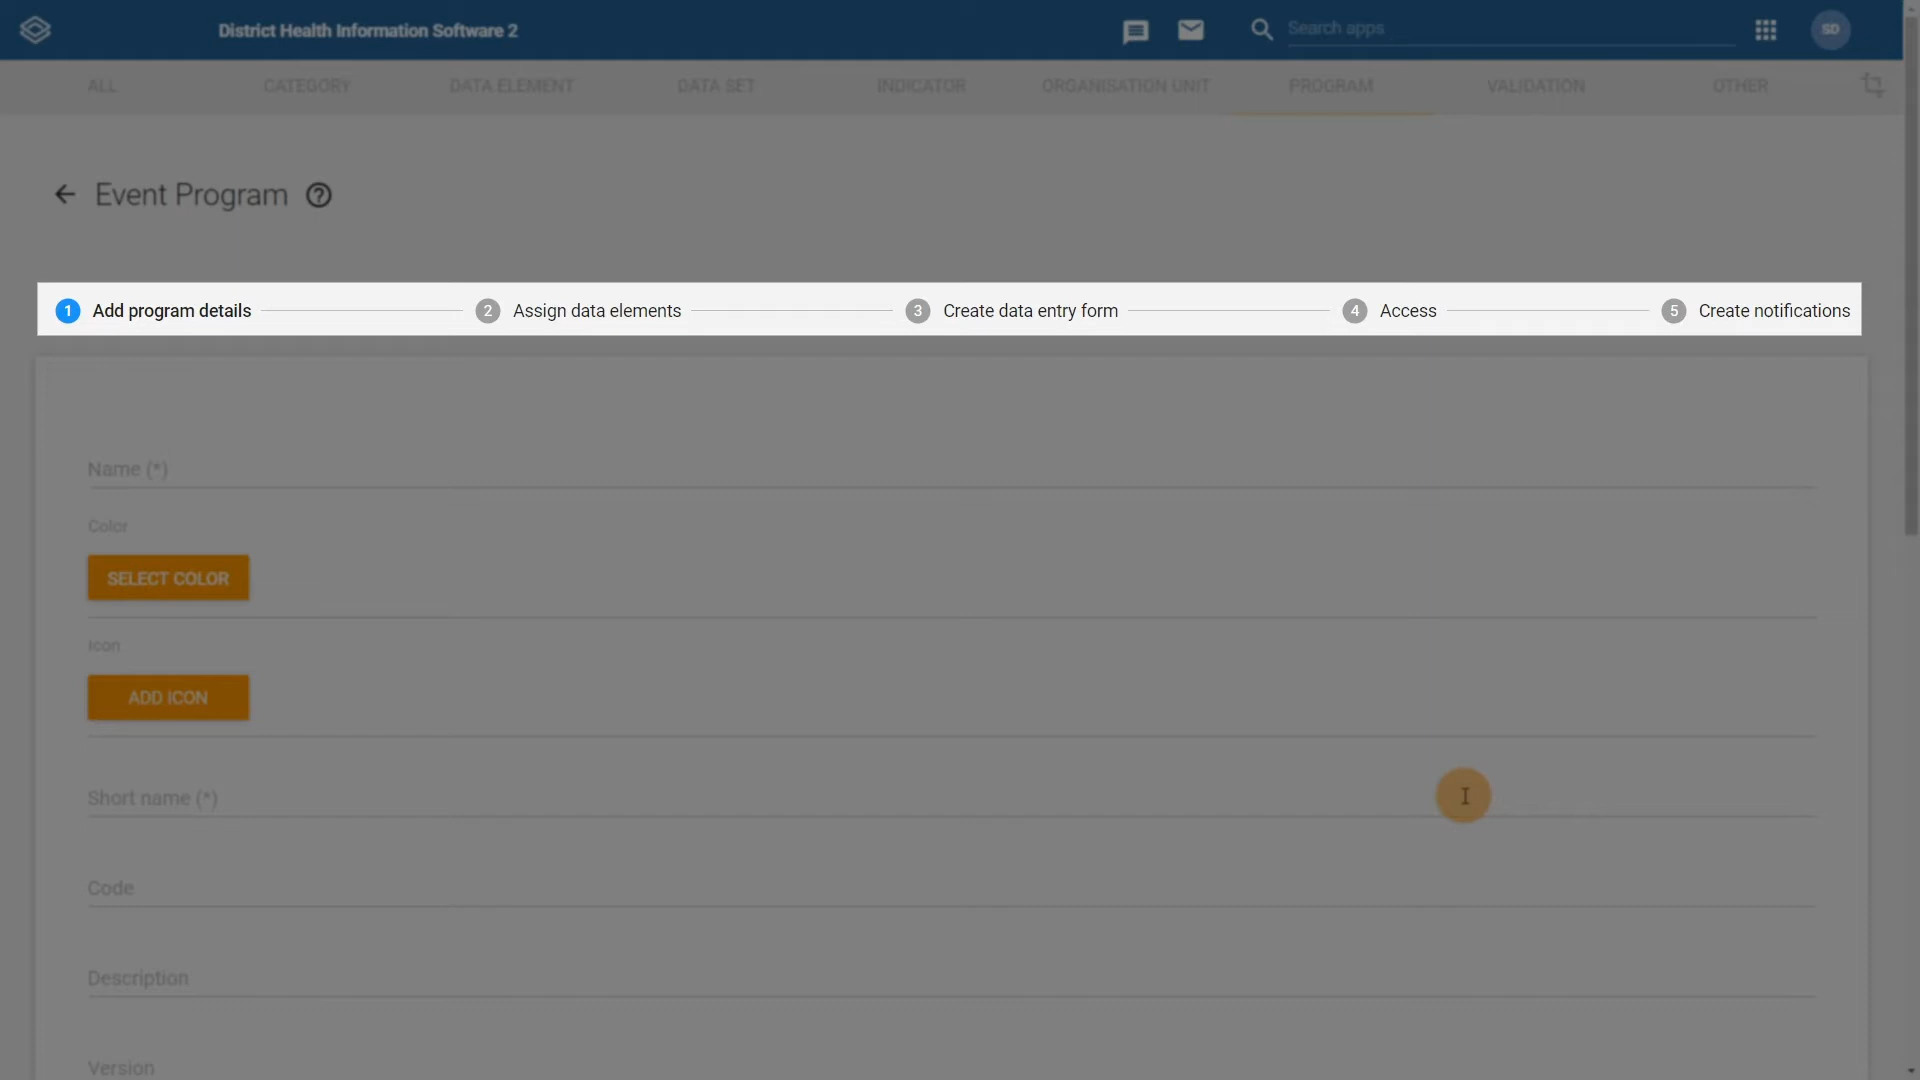 District Health Information Software 2
Search apps
SD
ALL
CATEGORY
DATA ELEMENT
DATA SET
INDICATOR
ORGANISATION UNIT
PROGRAM
VALIDATION
OTHER
Event Program
1 Add program details
2 Assign data elements
3 Create data entry form
4 Access
5 Create notifications
Name (*)
Color
SELECT COLOR
Icon
ADD ICON
Short name (*)
Code
Description
Version